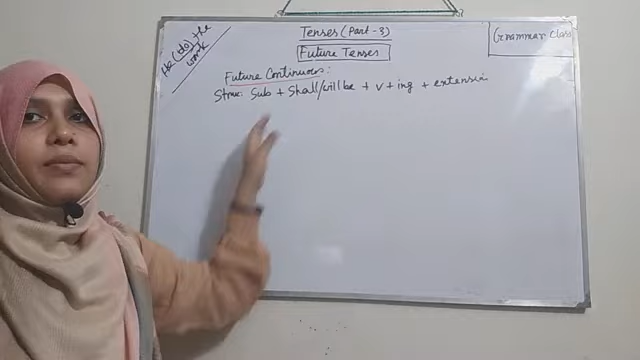 He (do) the
work
Tenses (Part-3)
Future Tenses
Grammar Class
Future Continuous:
Struc: Sub + Shall/will be + v + ing + extension